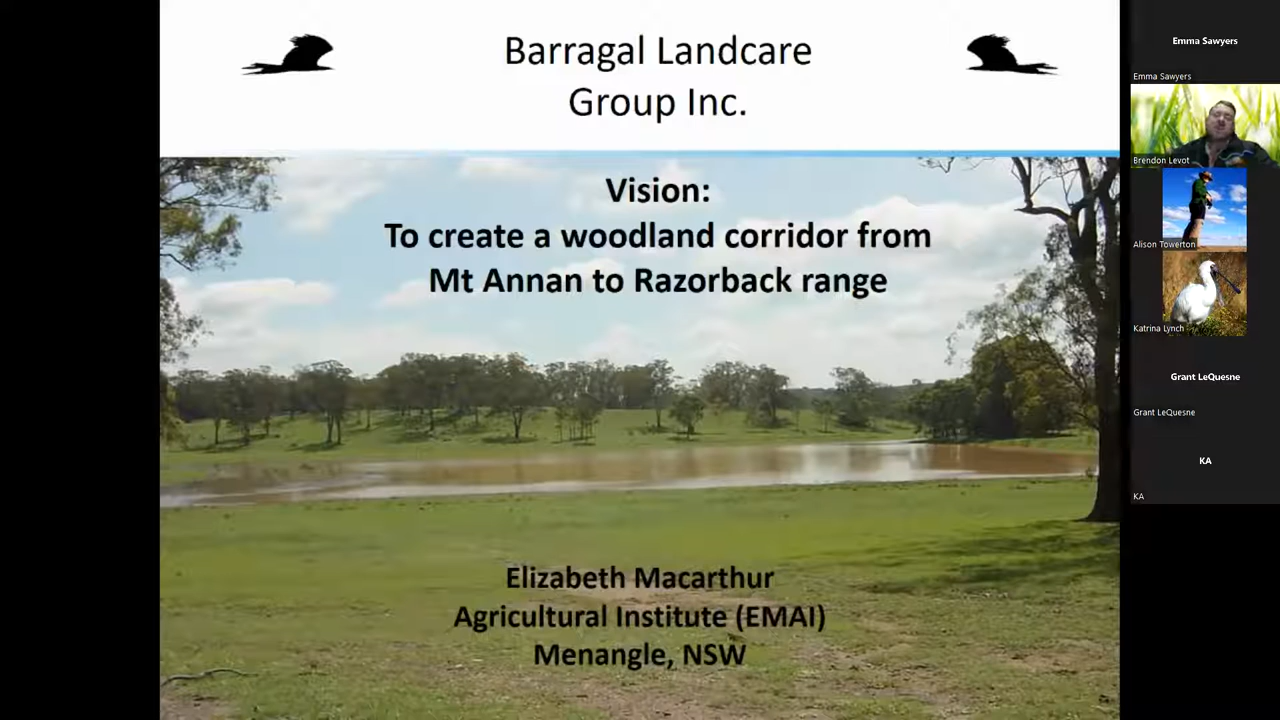 Barragal Landcare
Group Inc.
Vision:
To create a woodland corridor from
Mt Annan to Razorback range
Elizabeth Macarthur
Agricultural Institute (EMAI)
Menangle, NSW
Emma Sawyers
Emma Sawyers
Brendon Levot
Alison Towerton
Katrina Lynch
Grant LeQuesne
Grant LeQuesne
KA
KA